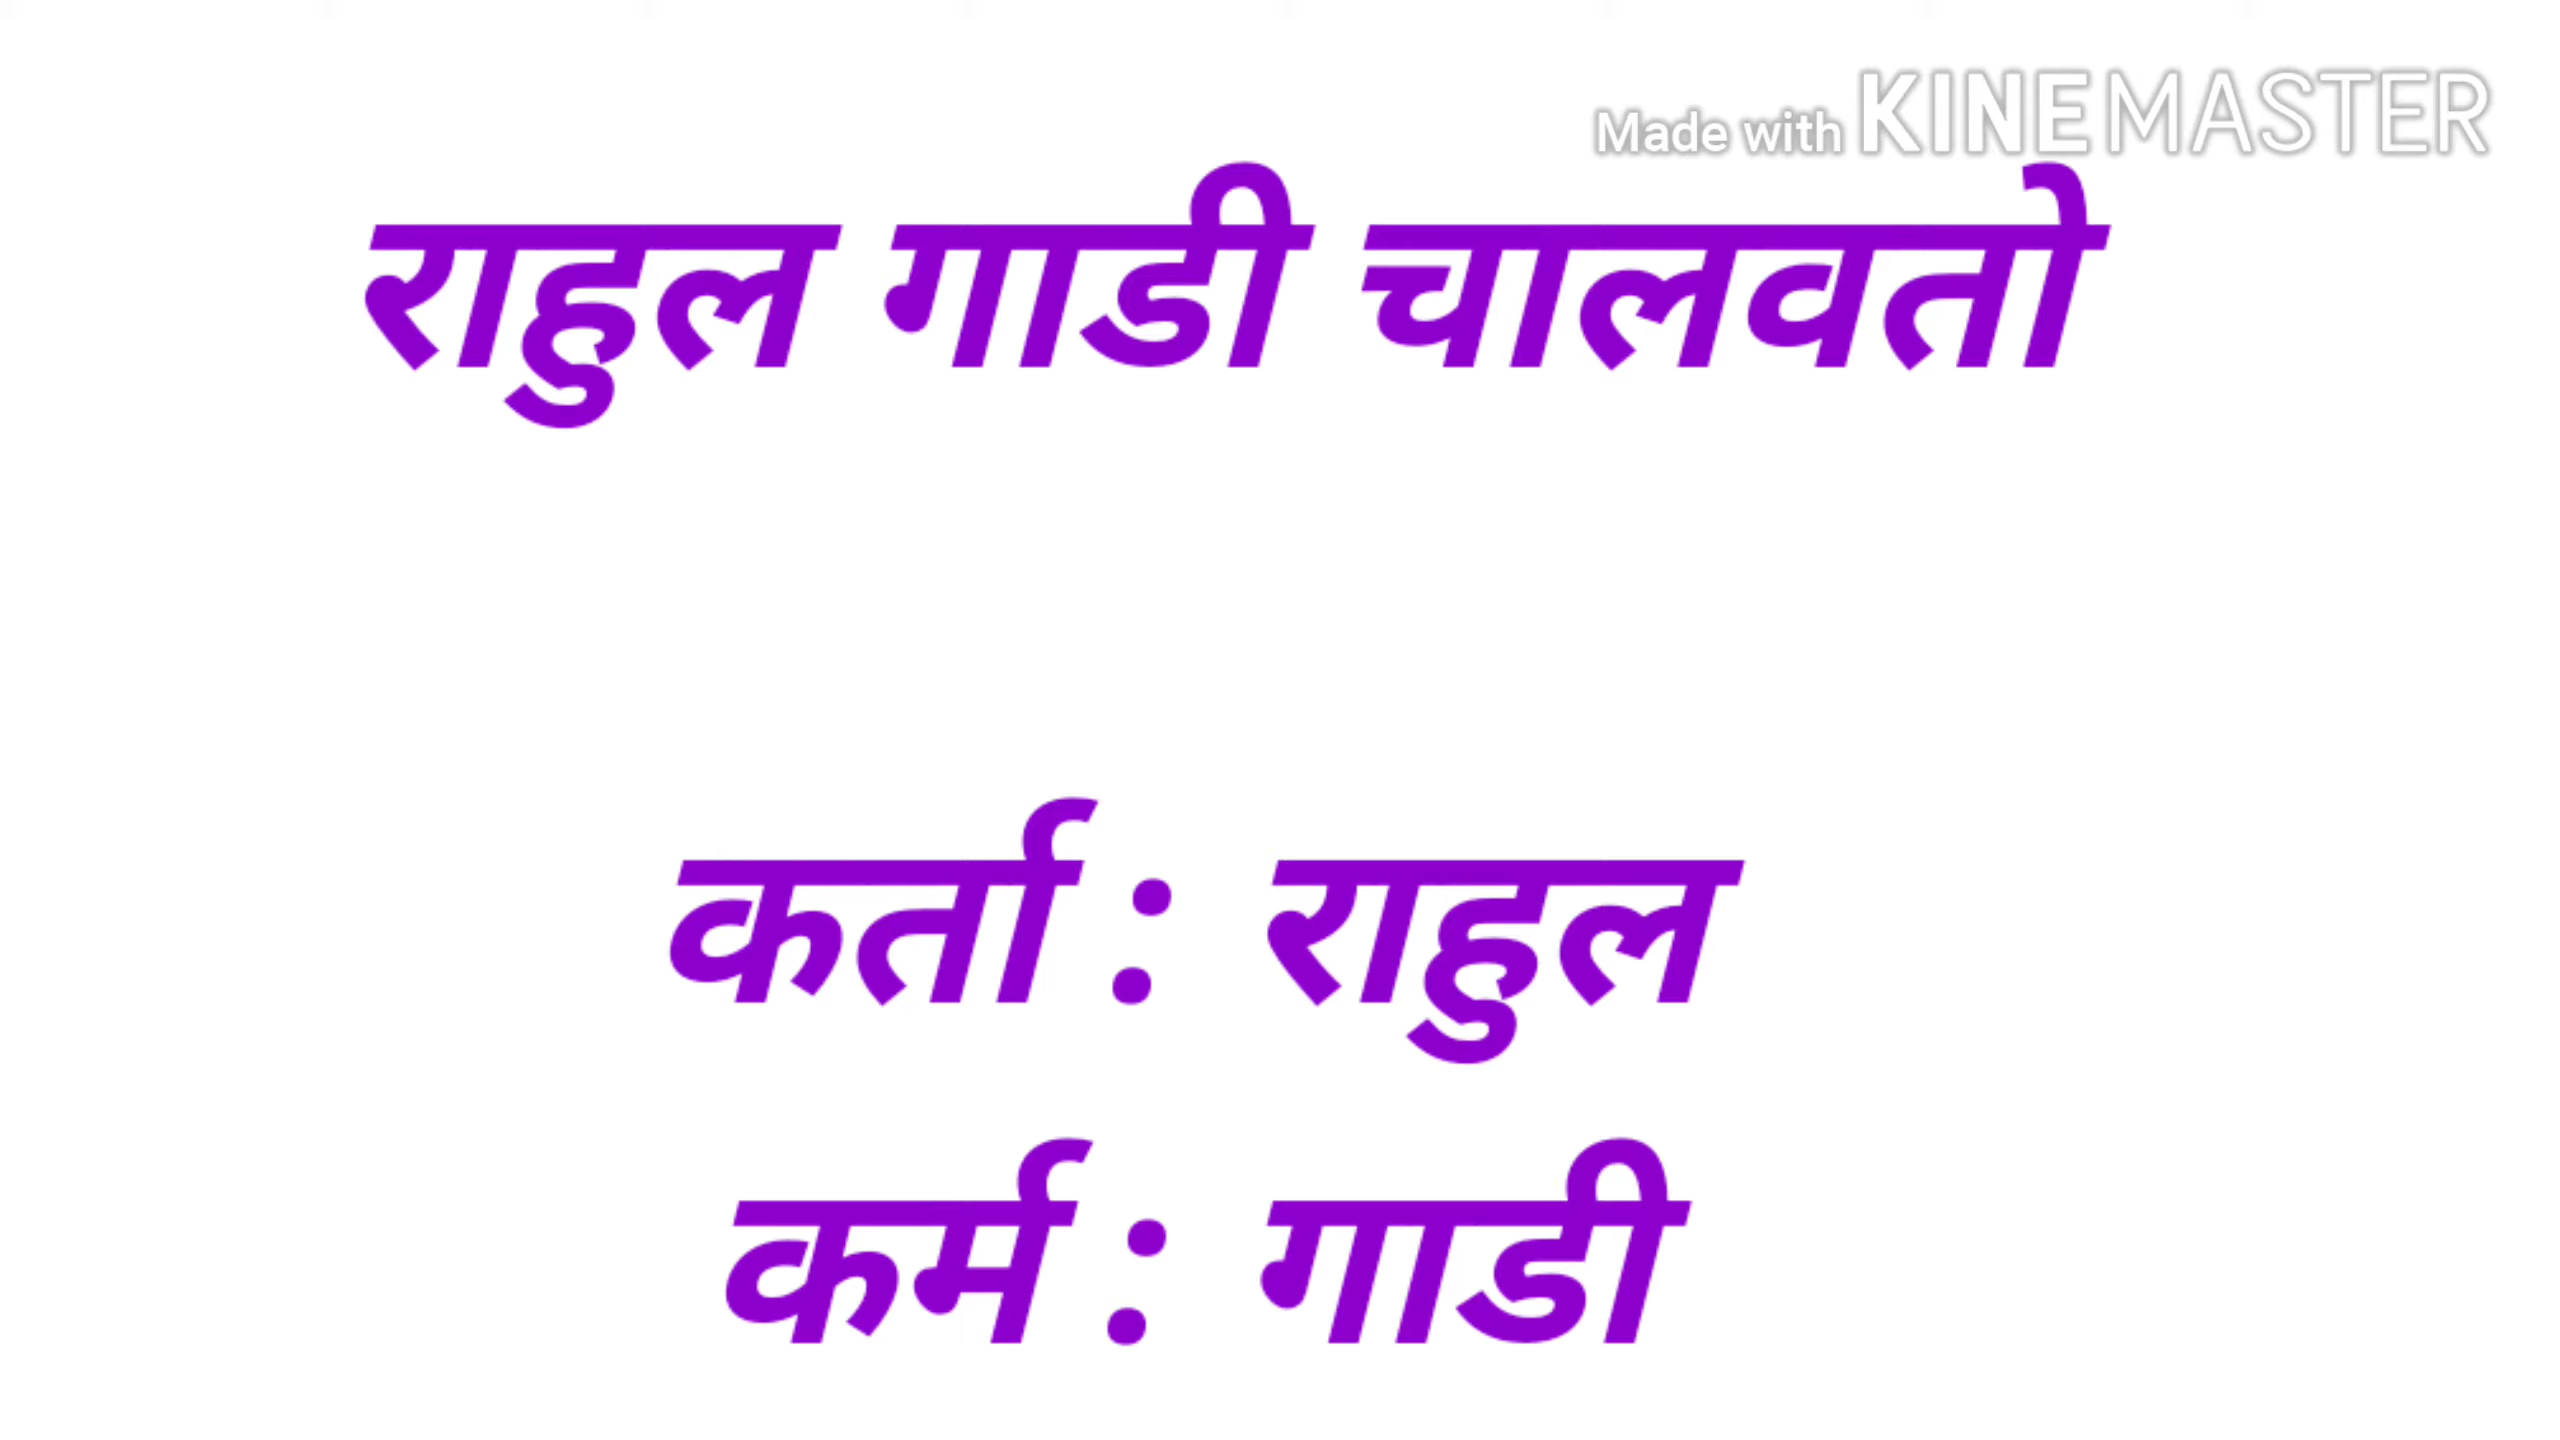 Made with KINEMASTER
राहुल गाडी चालवतो
कर्ता : राहुल
कर्म : गाडी